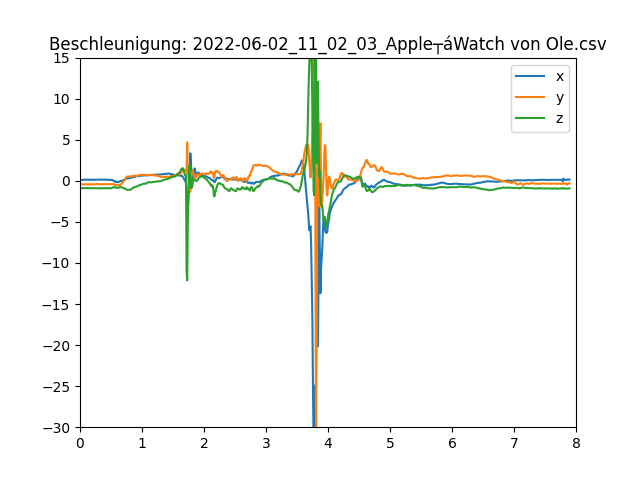 Beschleunigung: 2022-06-02_11_02_03_Apple┬áWatch von Ole.csv
15
10
5
0
−5
−10
−15
−20
−25
−30
0 1 2 3 4 5 6 7 8
x
y
z